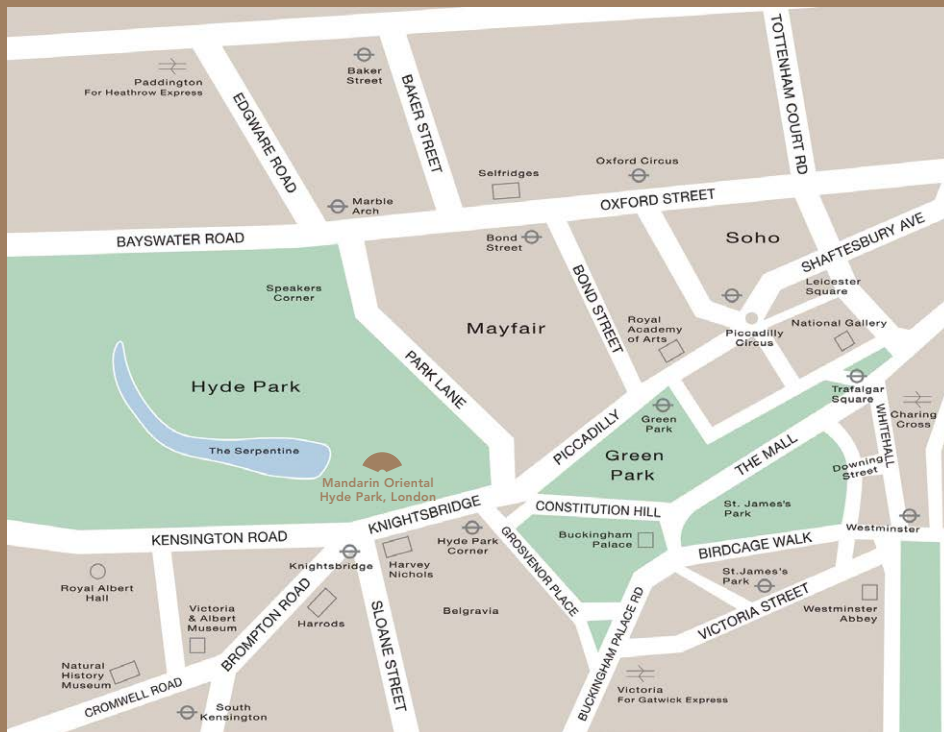 Paddington
For Heathrow Express
EDGWARE ROAD
Baker
Street
BAKER STREET
TOTTENHAM COURT RD
Selfridges
Oxford Circus
Marble
Arch
OXFORD STREET
BAYSWATER ROAD
Bond
Street
Soho
SHAFTESBURY AVE
Speakers
Corner
BOND STREET
Leicester
Square
Mayfair
Royal
Academy
of Arts
Piccadilly
Circus
National Gallery
Hyde Park
PARK LANE
Trafalgar
Square
Green
Park
PICCADILLY
WHITEHALL
Charing
Cross
The Serpentine
Green
Park
THE MALL
Downing
Street
Mandarin Oriental
Hyde Park, London
KNIGHTSBRIDGE
CONSTITUTION HILL
St. James's
Park
Westminster
KENSINGTON ROAD
Hyde Park
Corner
Buckingham
Palace
BIRDCAGE WALK
Knightsbridge
Harvey
Nichols
GROSVENOR PLACE
St.James's
Park
Royal Albert
Hall
BROMPTON ROAD
Harrods
SLOANE STREET
Belgravia
BUCKINGHAM PALACE RD
VICTORIA STREET
Westminster
Abbey
Victoria
& Albert
Museum
Natural
History
Museum
CROMWELL ROAD
South
Kensington
Victoria
For Gatwick Express